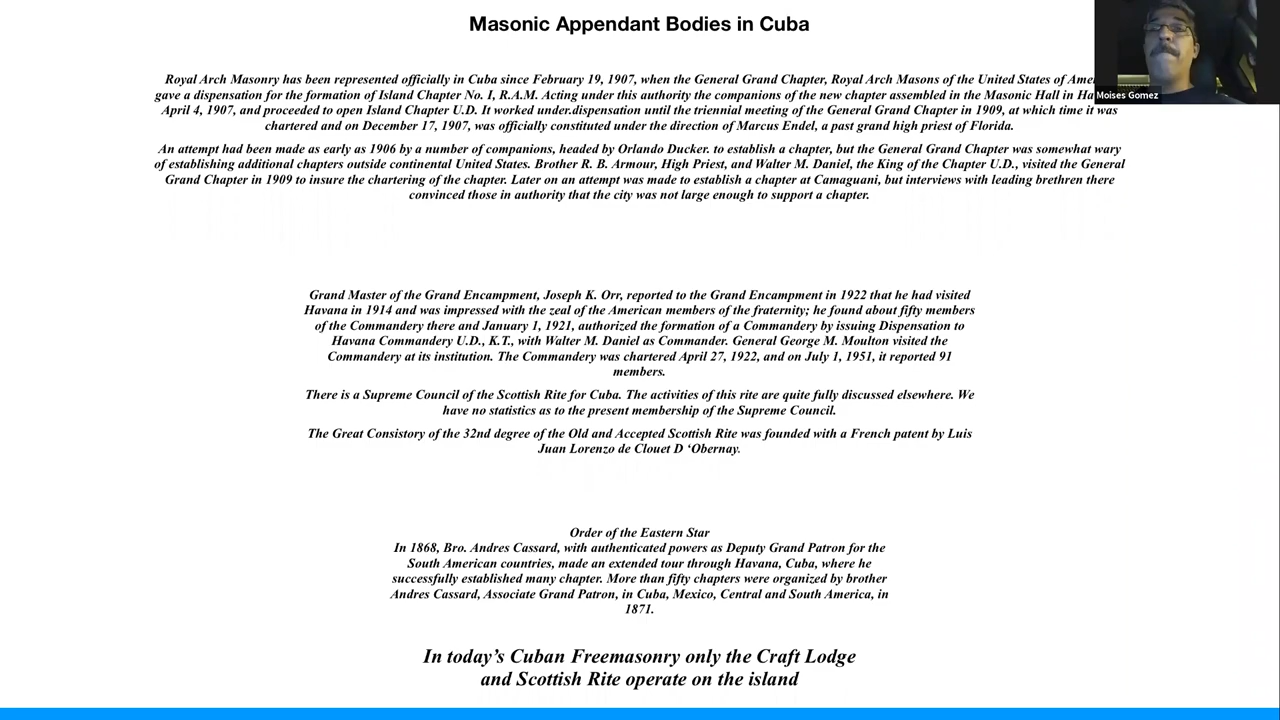 Masonic Appendant Bodies in Cuba
Royal Arch Masonry has been represented officially in Cuba since February 19, 1907, when the General Grand Chapter, Royal Arch Masons of the United States of
gave a dispensation for the formation of Island Chapter No. I, R.A.M. Acting under this authority the companions of the new chapter assembled in the Masonic Hall in
April 4, 1907, and proceeded to open Island Chapter U.D. It worked under.dispensation until the triennial meeting of the General Grand Chapter in 1909, at which time it was
chartered and on December 17, 1907, was officially constituted under the direction of Marcus Endel, a past grand high priest of Florida.
An attempt had been made as early as 1906 by a number of companions, headed by Orlando Ducker. to establish a chapter, but the General Grand Chapter was somewhat wary
of establishing additional chapters outside continental United States. Brother R. B. Armour, High Priest, and Walter M. Daniel, the King of the Chapter U.D., visited the General
Grand Chapter in 1909 to insure the chartering of the chapter. Later on an attempt was made to establish a chapter at Camaguani, but interviews with leading brethren there
convinced those in authority that the city was not large enough to support a chapter.
Grand Master of the Grand Encampment, Joseph K. Orr, reported to the Grand Encampment in 1922 that he had visited
Havana in 1914 and was impressed with the zeal of the American members of the fraternity; he found about fifty members
of the Commandery there and January 1, 1921, authorized the formation of a Commandery by issuing Dispensation to
Havana Commandery U.D., K.T., with Walter M. Daniel as Commander. General George M. Moulton visited the
Commandery at its institution. The Commandery was chartered April 27, 1922, and on July 1, 1951, it reported 91
members.
There is a Supreme Council of the Scottish Rite for Cuba. The activities of this rite are quite fully discussed elsewhere. We
have no statistics as to the present membership of the Supreme Council.
The Great Consistory of the 32nd degree of the Old and Accepted Scottish Rite was founded with a French patent by Luis
Juan Lorenzo de Clouet D ‘Obernay.
Order of the Eastern Star
In 1868, Bro. Andres Cassard, with authenticated powers as Deputy Grand Patron for the
South American countries, made an extended tour through Havana, Cuba, where he
successfully established many chapter. More than fifty chapters were organized by brother
Andres Cassard, Associate Grand Patron, in Cuba, Mexico, Central and South America, in
1871.
In today’s Cuban Freemasonry only the Craft Lodge
and Scottish Rite operate on the island
Moises Gomez